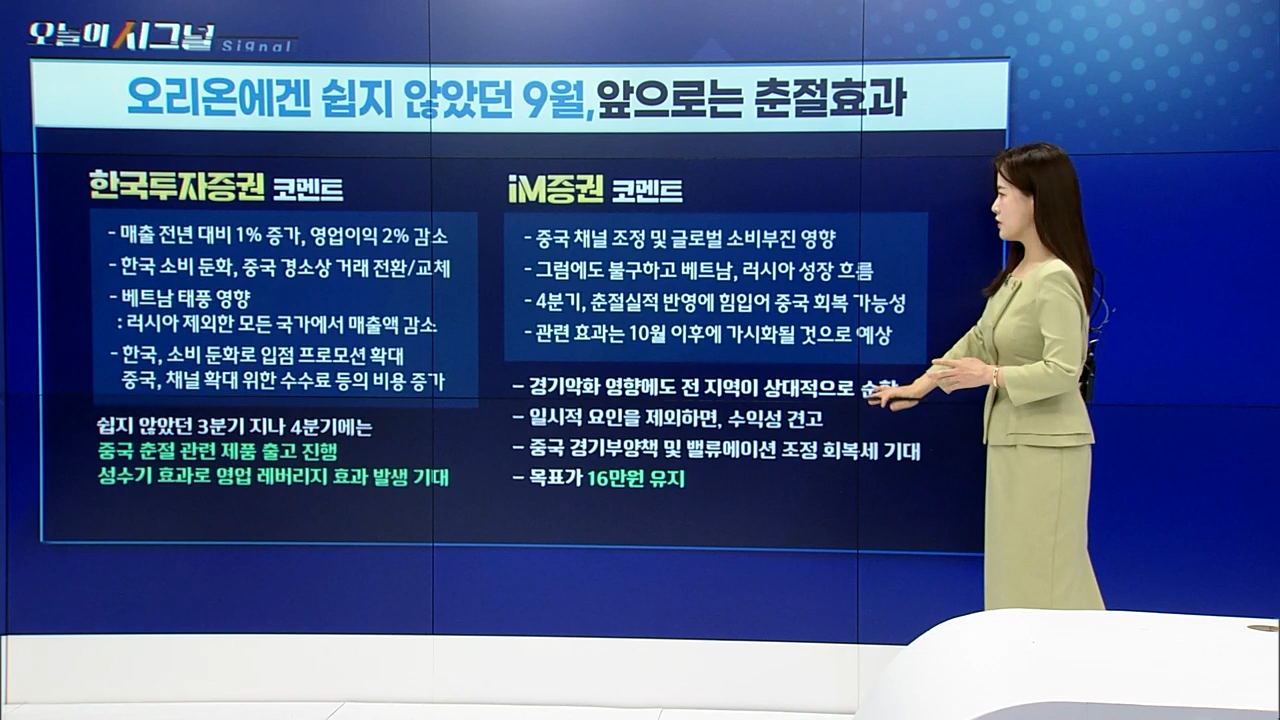 오늘의 시그널
Signal
오리온에겐 쉽지 않았던 9월, 앞으로는 춘절효과
한국투자증권 코멘트
- 매출 전년 대비 1% 증가, 영업이익 2% 감소
- 한국 소비 둔화, 중국 경소상 거래 전환/교체
- 베트남 태풍 영향
: 러시아 제외한 모든 국가에서 매출액 감소
- 한국, 소비 둔화로 입점 프로모션 확대
중국, 채널 확대 위한 수수료 등의 비용 증가
쉽지 않았던 3분기 지나 4분기에는
중국 춘절 관련 제품 출고 진행
성수기 효과로 영업 레버리지 효과 발생 기대
iM증권 코멘트
- 중국 채널 조정 및 글로벌 소비부진 영향
- 그럼에도 불구하고 베트남, 러시아 성장 흐름
- 4분기, 춘절실적 반영에 힘입어 중국 회복 가능성
- 관련 효과는 10월 이후에 가시화될 것으로 예상
- 경기악화 영향에도 전 지역이 상대적으로
- 일시적 요인을 제외하면, 수익성 견고
- 중국 경기부양책 및 밸류에이션 조정 회복세 기대
- 목표가 16만원 유지